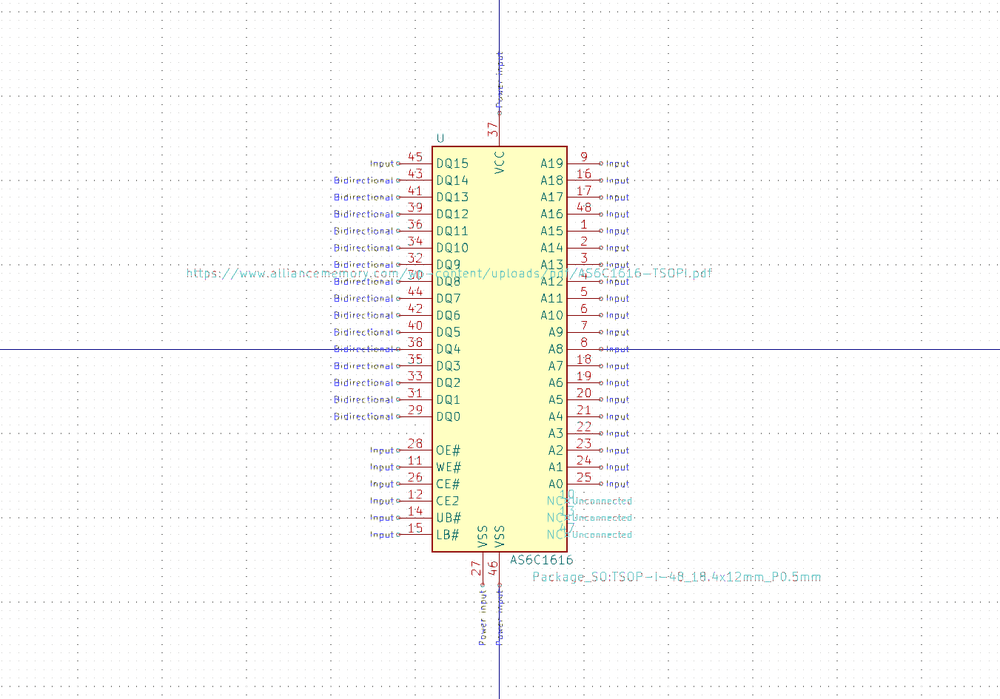 Power input
37
U
VCC
Input 45 DQ15 A19 9 Input
Bidirectional 43 DQ14 A18 16 Input
Bidirectional 41 DQ13 A17 17 Input
Bidirectional 39 DQ12 A16 48 Input
Bidirectional 36 DQ11 A15 1 Input
Bidirectional 34 DQ10 A14 2 Input
Bidirectional 32 DQ9 A13 3 Input
https://www.alliancememory.com/wp-content/uploads/pdf/AS6C1616-TSOPI.pdf
Bidirectional 30 DQ8 A12 4 Input
Bidirectional 44 DQ7 A11 5 Input
Bidirectional 42 DQ6 A10 6 Input
Bidirectional 40 DQ5 A9 7 Input
Bidirectional 38 DQ4 A8 8 Input
Bidirectional 35 DQ3 A7 18 Input
Bidirectional 33 DQ2 A6 19 Input
Bidirectional 31 DQ1 A5 20 Input
Bidirectional 29 DQ0 A4 21 Input
A3 22 Input
Input 28 OE# A2 23 Input
Input 11 WE# A1 24 Input
Input 26 CE# A0 25 Input
Input 12 CE2 NC 10 Unconnected
Input 14 UB# NC 13 Unconnected
Input 15 LB# NC 47 Unconnected
VSS VSS
AS6C1616
27 46
Package_SO:TSOP-I-48_18.4x12mm_P0.5mm
Power input Power input